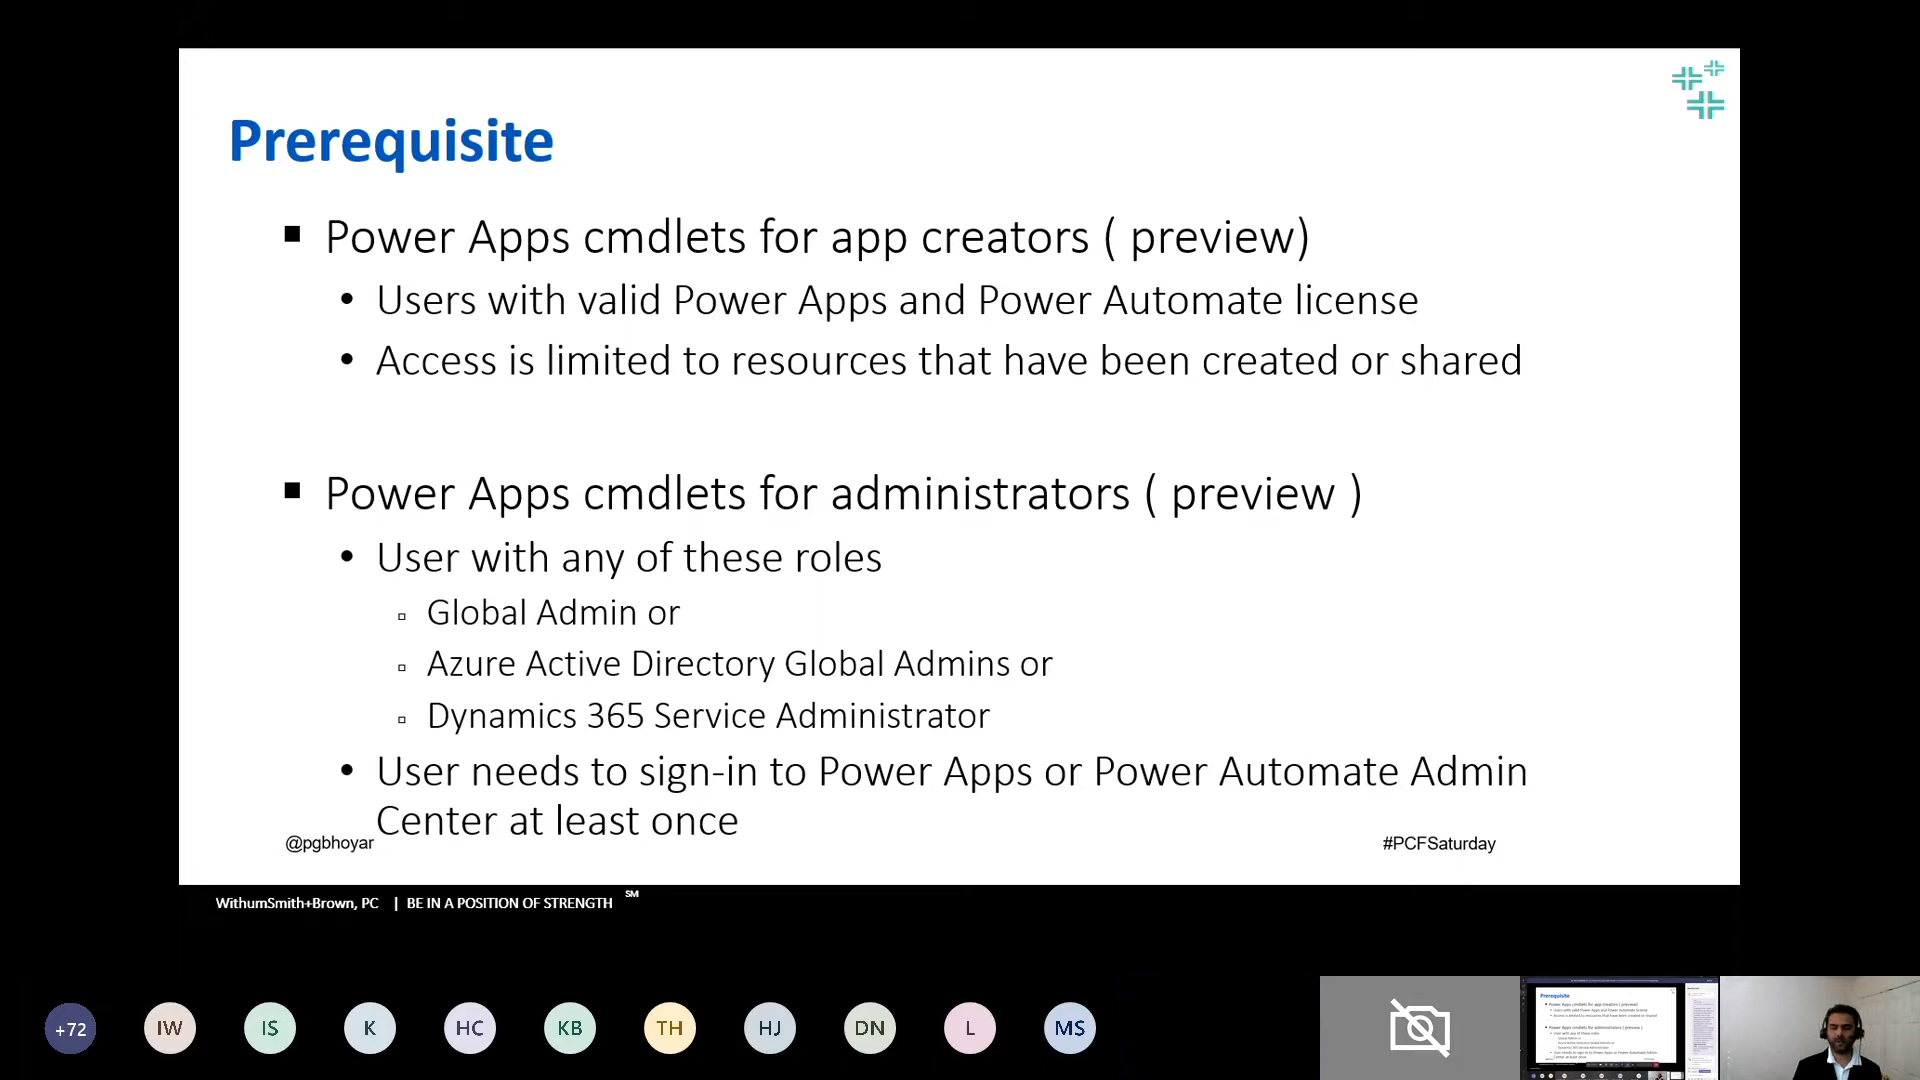 Prerequisite
▪ Power Apps cmdlets for app creators ( preview)
• Users with valid Power Apps and Power Automate license
• Access is limited to resources that have been created or shared
▪ Power Apps cmdlets for administrators ( preview )
• User with any of these roles
▫ Global Admin or
▫ Azure Active Directory Global Admins or
▫ Dynamics 365 Service Administrator
• User needs to sign-in to Power Apps or Power Automate Admin
Center at least once
@pgbhoyar
#PCFSaturday
WithumSmith+Brown, PC | BE IN A POSITION OF STRENGTH SM
+72 IW IS K HC KB TH HJ DN L MS